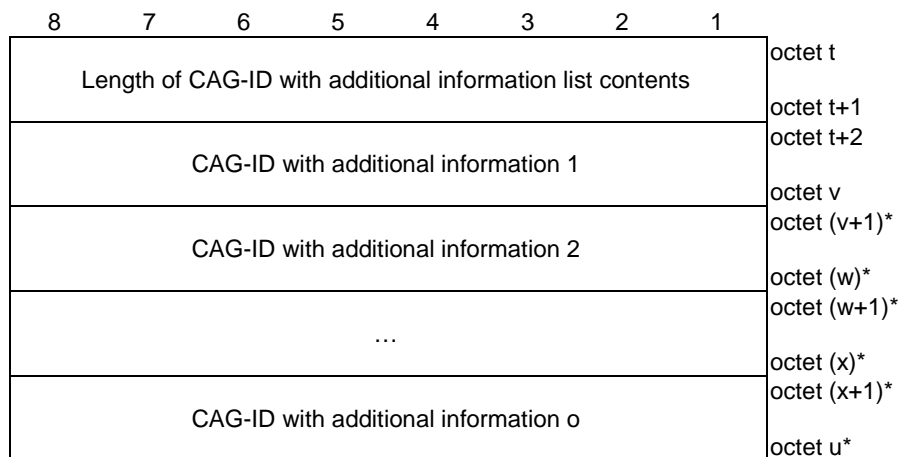 8 7 6 5 4 3 2 1
octet t
Length of CAG-ID with additional information list contents
octet t+1
octet t+2
CAG-ID with additional information 1
octet v
octet (v+1)*
CAG-ID with additional information 2
octet (w)*
octet (w+1)*
…
octet (x)*
octet (x+1)*
CAG-ID with additional information o
octet u*